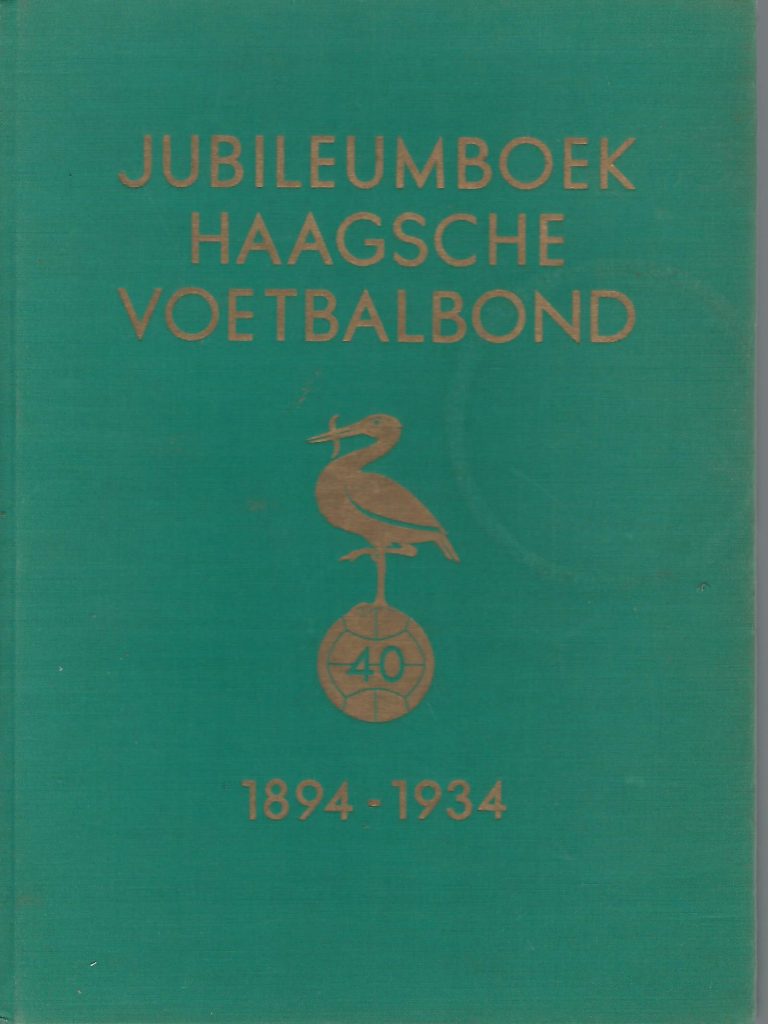 JUBILEUMBOEK
HAAGSCHE
VOETBALBOND
40
1894 - 1934